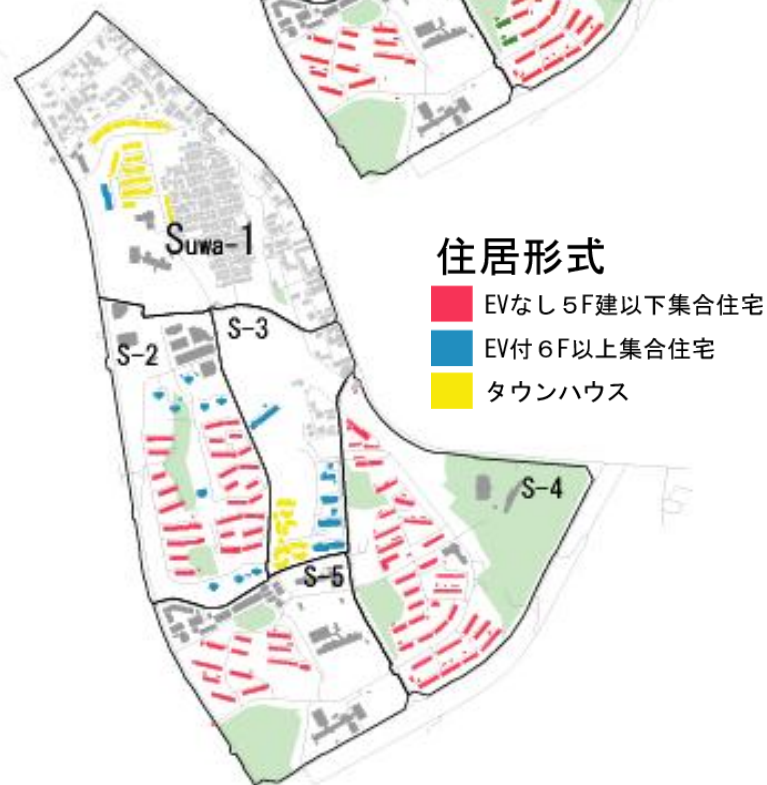 Suwa-1
住居形式
EVなし５F建以下集合住宅
EV付６F以上集合住宅
タウンハウス
S-3
S-2
S-4
S-5